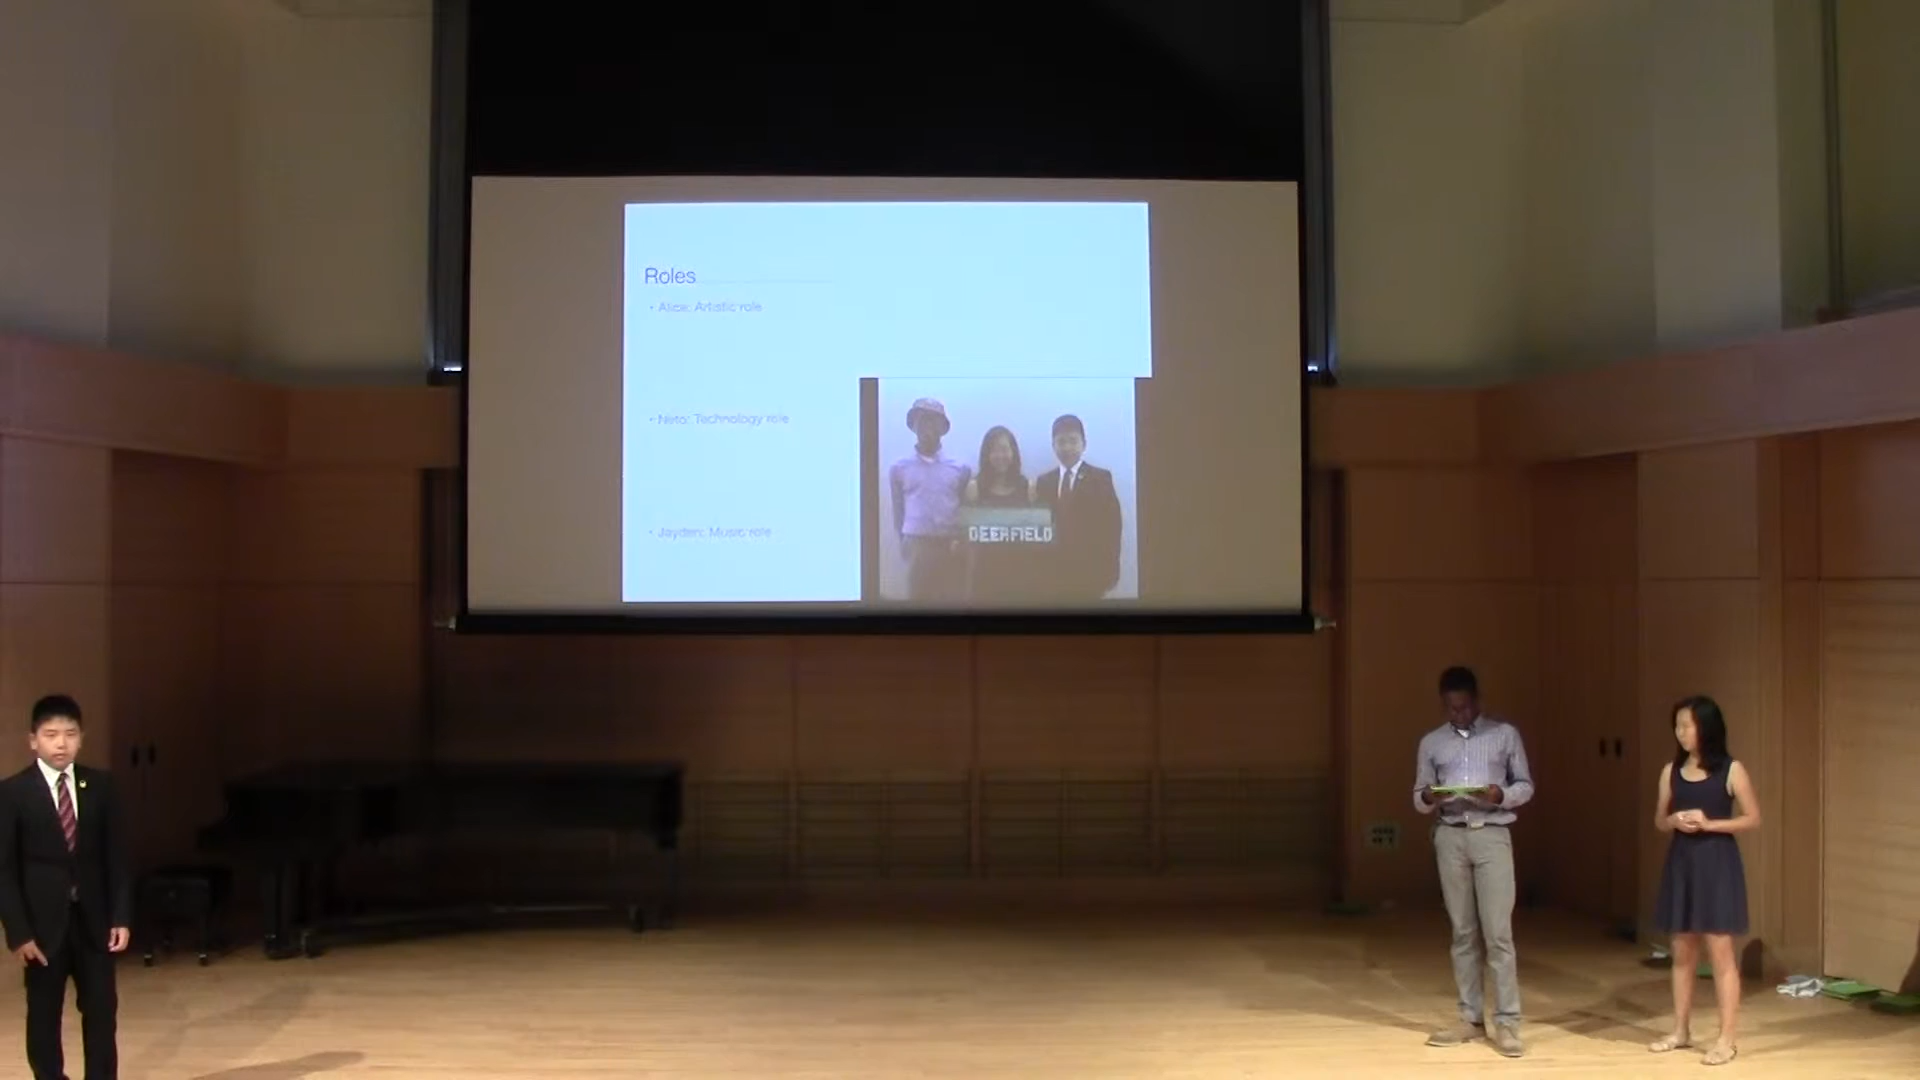 Roles
• Alice: Artistic role
• Neto: Technology role
• Jayden: Music role
DEERFIELD